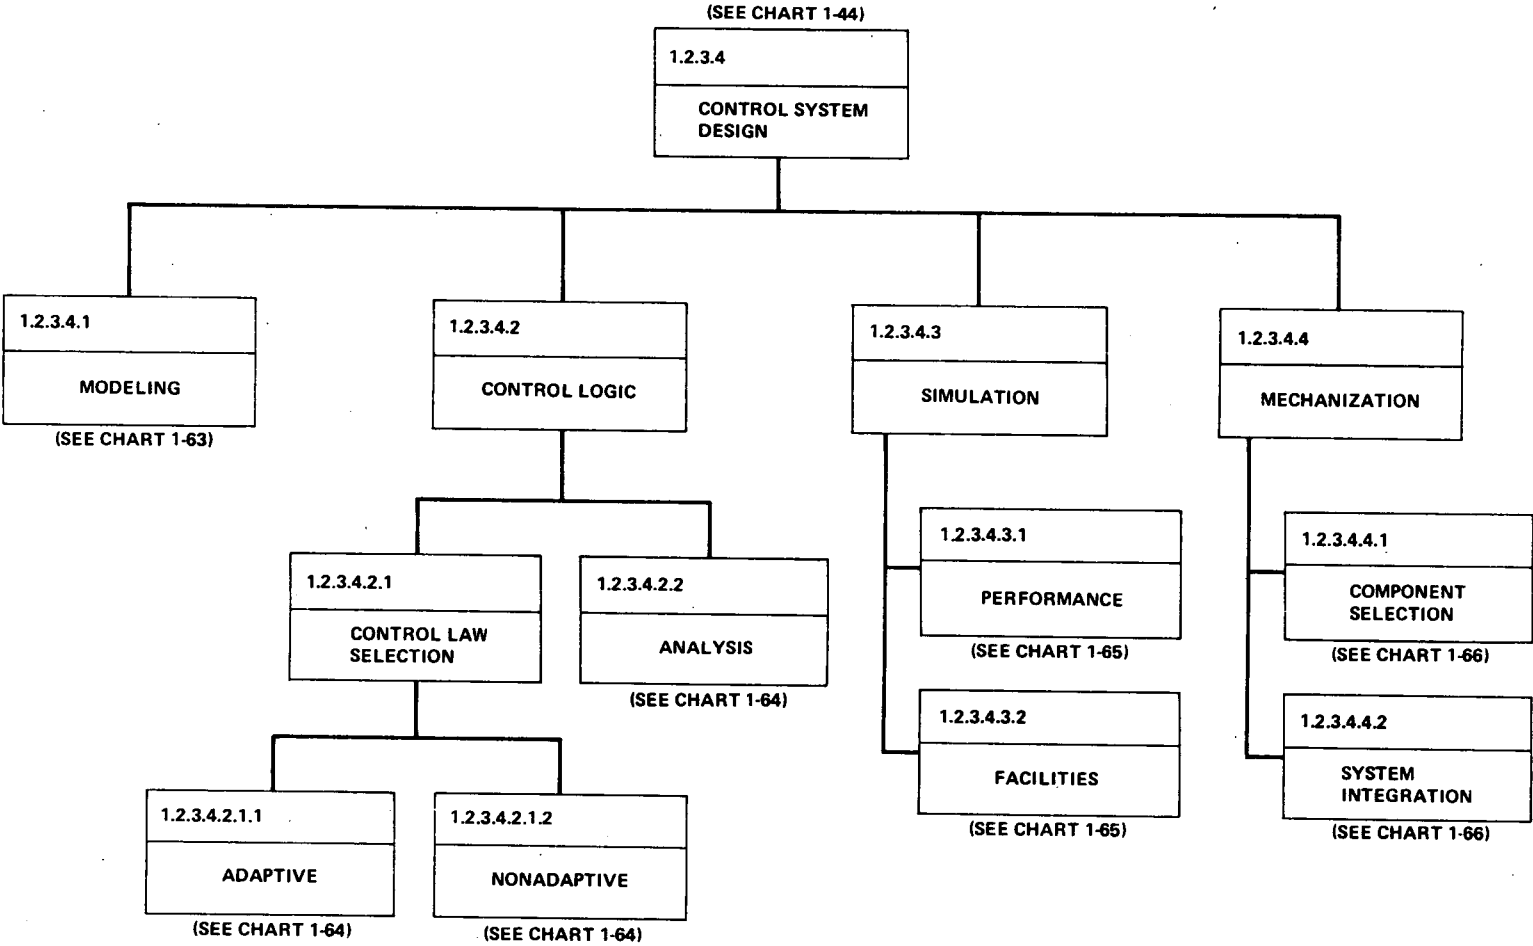 (SEE CHART 1-44)
1.2.3.4
CONTROL SYSTEM
DESIGN
1.2.3.4.1
MODELING
(SEE CHART 1-63)
1.2.3.4.2
CONTROL LOGIC
1.2.3.4.3
SIMULATION
1.2.3.4.4
MECHANIZATION
1.2.3.4.2.1
CONTROL LAW
SELECTION
1.2.3.4.2.2
ANALYSIS
(SEE CHART 1-64)
1.2.3.4.3.1
PERFORMANCE
(SEE CHART 1-65)
1.2.3.4.4.1
COMPONENT
SELECTION
(SEE CHART 1-66)
1.2.3.4.3.2
FACILITIES
(SEE CHART 1-65)
1.2.3.4.4.2
SYSTEM
INTEGRATION
(SEE CHART 1-66)
1.2.3.4.2.1.1
ADAPTIVE
(SEE CHART 1-64)
1.2.3.4.2.1.2
NONADAPTIVE
(SEE CHART 1-64)